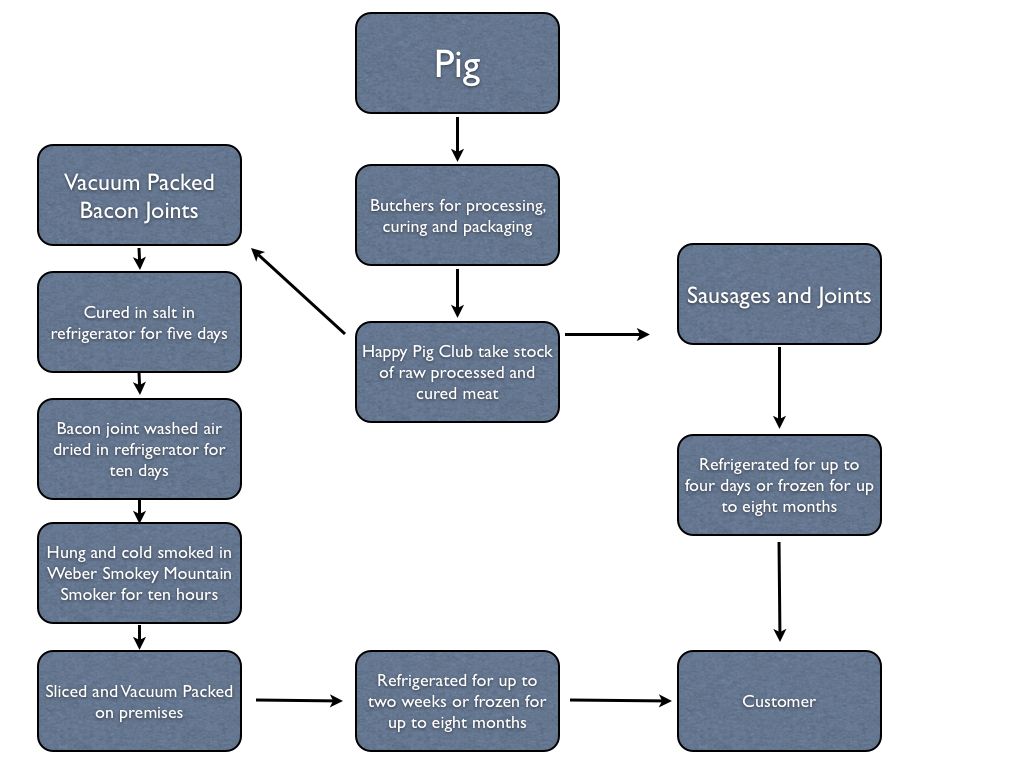 Pig
Vacuum Packed
Bacon Joints
Butchers for processing,
curing and packaging
Sausages and Joints
Cured in salt in
refrigerator for five days
Happy Pig Club take stock
of raw processed and
cured meat
Bacon joint washed air
dried in refrigerator for
ten days
Refrigerated for up to
four days or frozen for up
to eight months
Hung and cold smoked in
Weber Smokey Mountain
Smoker for ten hours
Sliced and Vacuum Packed
on premises
Refrigerated for up to
two weeks or frozen for
up to eight months
Customer